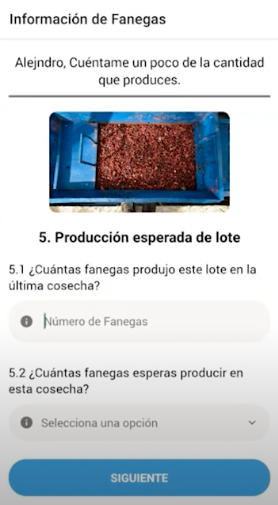 Información de Fanegas
Alejndro, Cuéntame un poco de la cantidad
que produces.
5. Producción esperada de lote
5.1 ¿Cuántas fanegas produjo este lote en la
última cosecha?
Número de Fanegas
5.2 ¿Cuántas fanegas esperas producir en
esta cosecha?
Selecciona una opción
SIGUIENTE